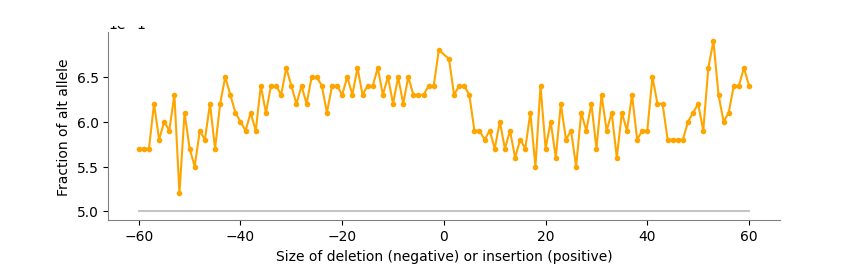 6.5
6.0
5.5
5.0
Fraction of alt allele
−60 −40 −20 0 20 40 60
Size of deletion (negative) or insertion (positive)